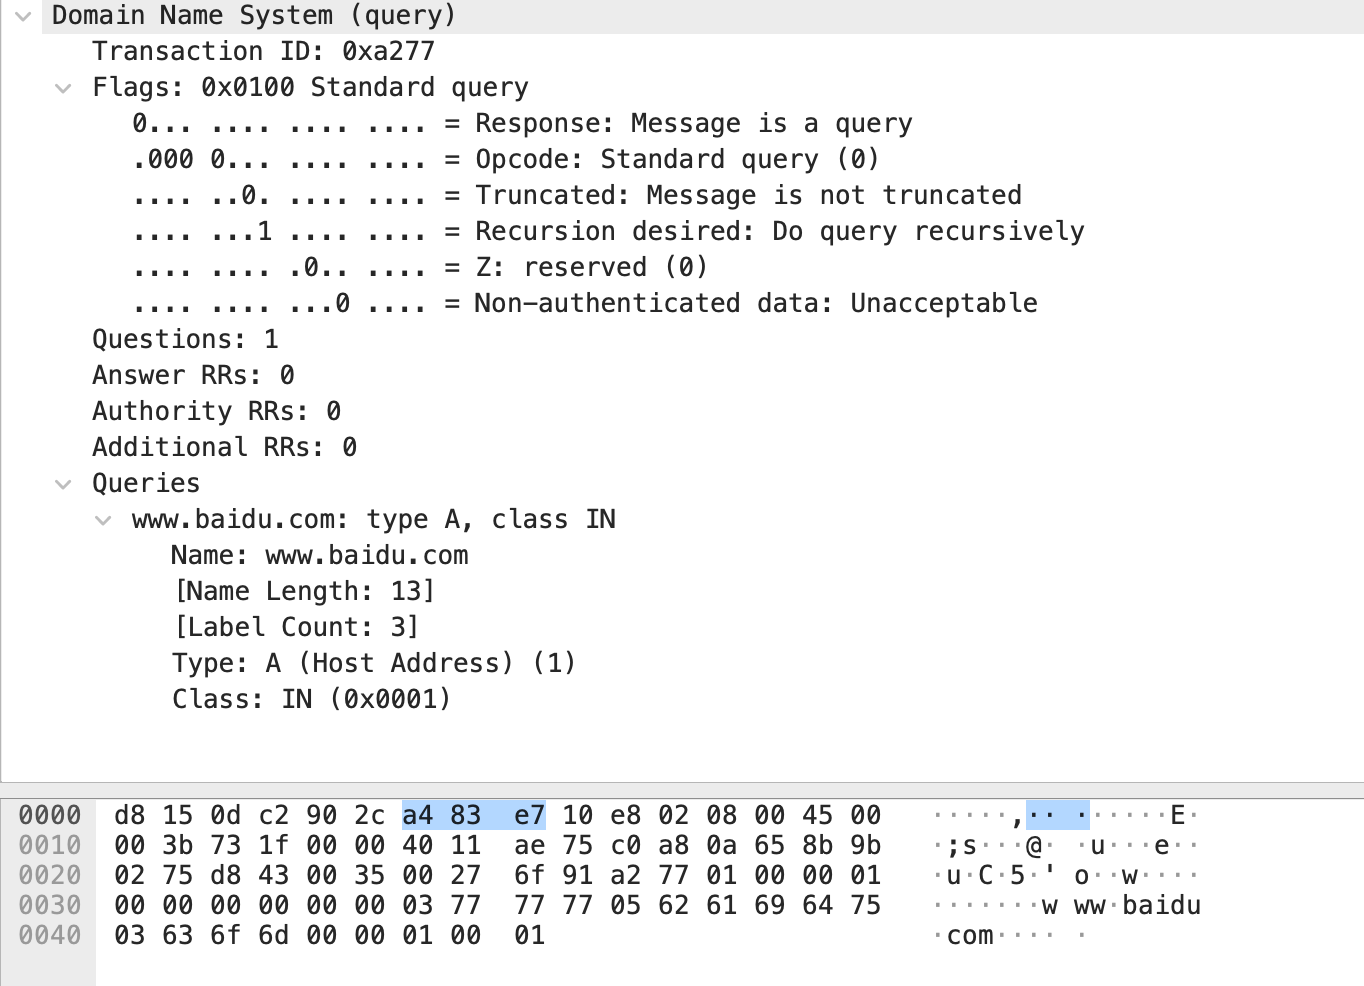 Domain Name System (query)
Transaction ID: 0xa277
Flags: 0x0100 Standard query
0... .... .... .... = Response: Message is a query
.000 0... .... .... = Opcode: Standard query (0)
.... ..0. .... .... = Truncated: Message is not truncated
.... ...1 .... .... = Recursion desired: Do query recursively
.... .... .0.. .... = Z: reserved (0)
.... .... ...0 .... = Non-authenticated data: Unacceptable
Questions: 1
Answer RRs: 0
Authority RRs: 0
Additional RRs: 0
Queries
www.baidu.com: type A, class IN
Name: www.baidu.com
[Name Length: 13]
[Label Count: 3]
Type: A (Host Address) (1)
Class: IN (0x0001)
0000 d8 15 0d c2 90 2c a4 83 e7 10 e8 02 08 00 45 00 ·····,·· ·····E·
0010 00 3b 73 1f 00 00 40 11 ae 75 c0 a8 0a 65 8b 9b ·;s···@· ·u···e··
0020 02 75 d8 43 00 35 00 27 6f 91 a2 77 01 00 00 01 ·u·C·5·' o··w····
0030 00 00 00 00 00 00 03 77 77 77 05 62 61 69 64 75 ·······w ww·baidu
0040 03 63 6f 6d 00 00 01 00 01 ·com···· ·